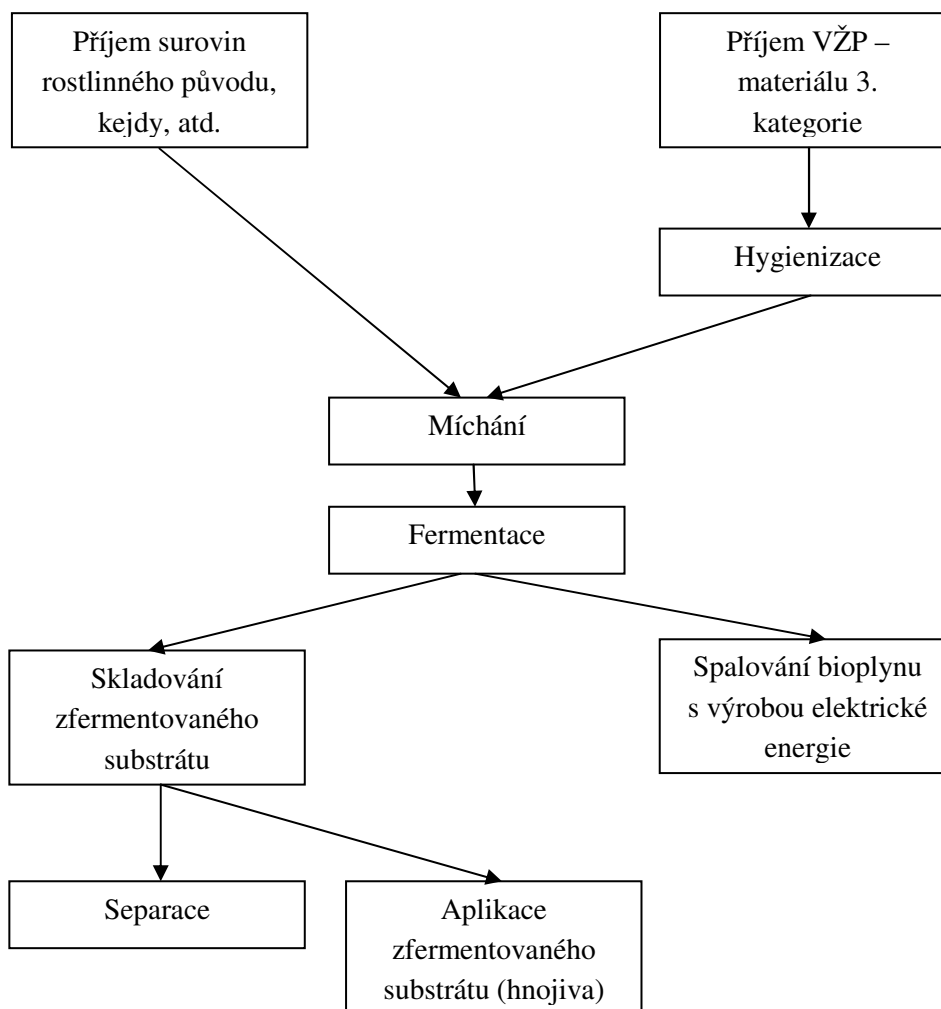 Příjem surovin
rostlinného původu,
kejdy, atd.
Příjem VŽP –
materiálu 3.
kategorie
Hygienizace
Míchání
Fermentace
Skladování
zfermentovaného
substrátu
Spalování bioplynu
s výrobou elektrické
energie
Separace
Aplikace
zfermentovaného
substrátu (hnojiva)